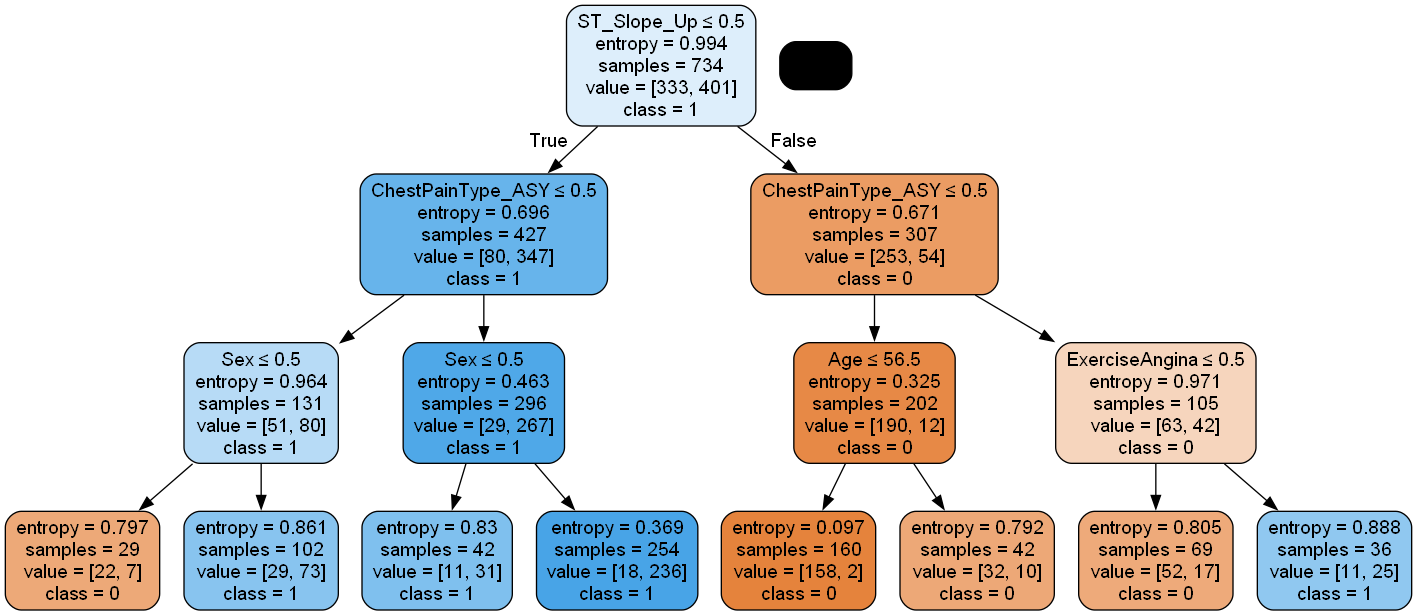 ST_Slope_Up ≤ 0.5
entropy = 0.994
samples = 734
value = [333, 401]
class = 1
True
False
ChestPainType_ASY ≤ 0.5
entropy = 0.696
samples = 427
value = [80, 347]
class = 1
ChestPainType_ASY ≤ 0.5
entropy = 0.671
samples = 307
value = [253, 54]
class = 0
Sex ≤ 0.5
entropy = 0.964
samples = 131
value = [51, 80]
class = 1
Sex ≤ 0.5
entropy = 0.463
samples = 296
value = [29, 267]
class = 1
Age ≤ 56.5
entropy = 0.325
samples = 202
value = [190, 12]
class = 0
ExerciseAngina ≤ 0.5
entropy = 0.971
samples = 105
value = [63, 42]
class = 0
entropy = 0.797
samples = 29
value = [22, 7]
class = 0
entropy = 0.861
samples = 102
value = [29, 73]
class = 1
entropy = 0.83
samples = 42
value = [11, 31]
class = 1
entropy = 0.369
samples = 254
value = [18, 236]
class = 1
entropy = 0.097
samples = 160
value = [158, 2]
class = 0
entropy = 0.792
samples = 42
value = [32, 10]
class = 0
entropy = 0.805
samples = 69
value = [52, 17]
class = 0
entropy = 0.888
samples = 36
value = [11, 25]
class = 1